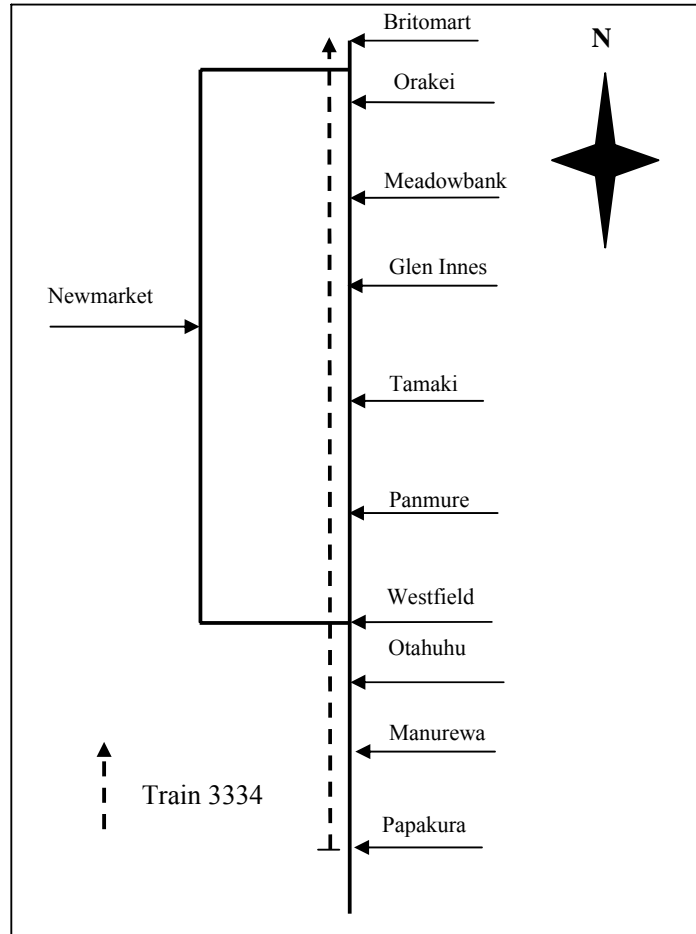 Britomart
N
Orakei
Meadowbank
Glen Innes
Newmarket
Tamaki
Panmure
Westfield
Otahuhu
Manurewa
Train 3334
Papakura